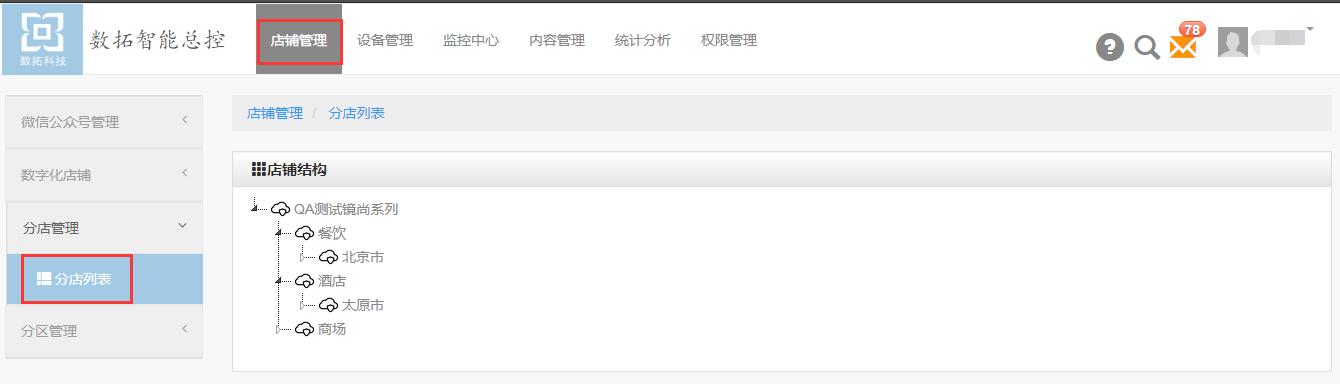 数拓科技
数拓智能总控
店铺管理 设备管理 监控中心 内容管理 统计分析 权限管理
?
78
微信公众号管理
数字化店铺
分店管理
分店列表
分区管理
店铺管理 / 分店列表
店铺结构
QA测试镜尚系列
餐饮
北京市
酒店
太原市
商场